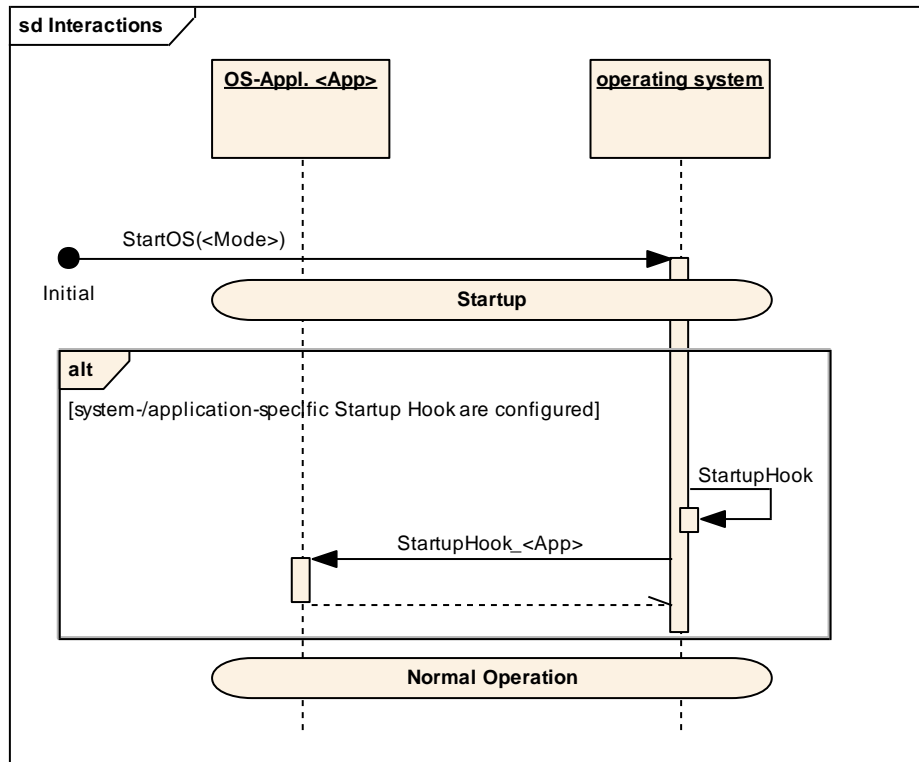 sd Interactions
OS-Appl. <App>
operating system
StartOS(<Mode>)
Initial
Startup
alt
[system-/application-specific Startup Hook are configured]
StartupHook
StartupHook_<App>
Normal Operation